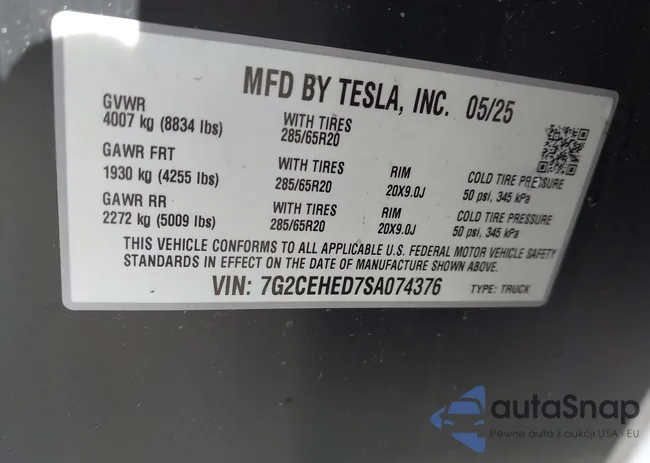 MFD BY TESLA, INC. 05/25
GVWR
4007 kg (8834 lbs)
WITH TIRES
285/65R20
GAWR FRT
1930 kg (4255 lbs)
WITH TIRES
285/65R20
RIM
20X9.0J
COLD TIRE PRESSURE
50 psi, 345 kPa
GAWR RR
2272 kg (5009 lbs)
WITH TIRES
285/65R20
RIM
20X9.0J
COLD TIRE PRESSURE
50 psi, 345 kPa
THIS VEHICLE CONFORMS TO ALL APPLICABLE U.S. FEDERAL MOTOR VEHICLE SAFETY
STANDARDS IN EFFECT ON THE DATE OF MANUFACTURE SHOWN ABOVE.
VIN: 7G2CEHED7SA074376 TYPE: TRUCK
autaSnap
Pewne auta z aukcji USA i EU